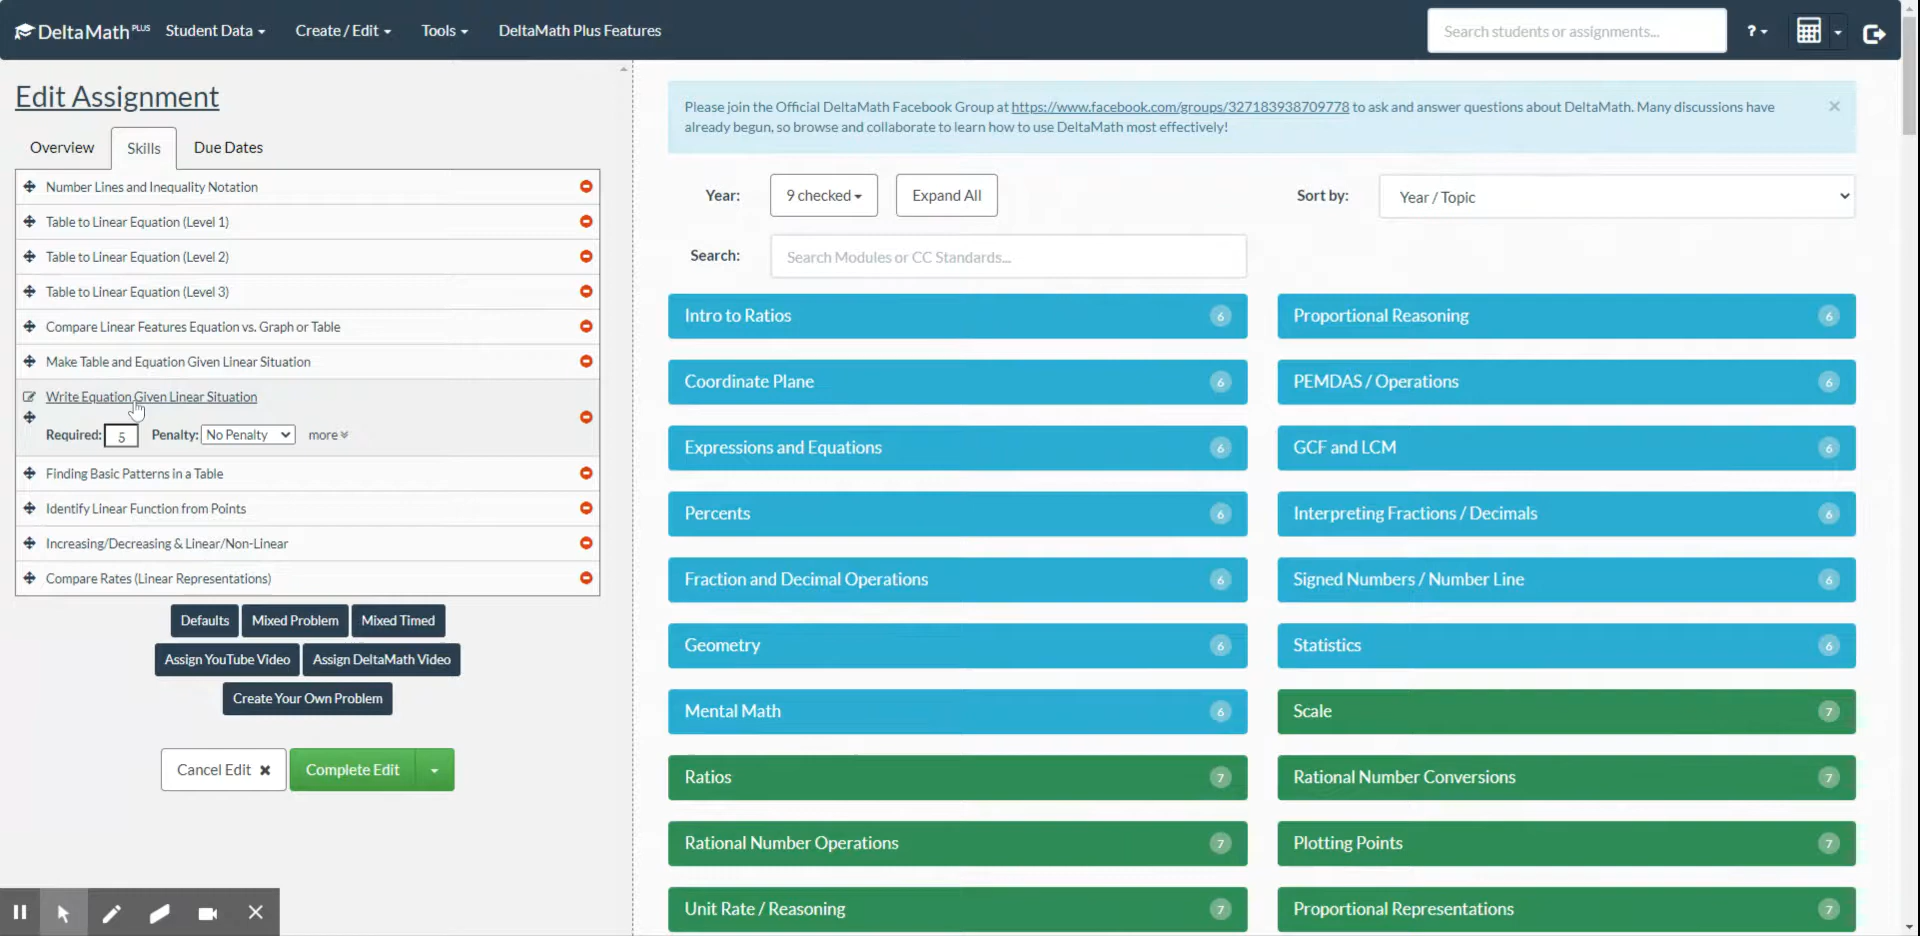 DeltaMath PLUS Student Data Create / Edit Tools DeltaMath Plus Features Search students or assignments... ?
Edit Assignment
Overview Skills Due Dates
Number Lines and Inequality Notation
Table to Linear Equation (Level 1)
Table to Linear Equation (Level 2)
Table to Linear Equation (Level 3)
Compare Linear Features Equation vs. Graph or Table
Make Table and Equation Given Linear Situation
Write Equation Given Linear Situation
Required: 5 Penalty: No Penalty more
Finding Basic Patterns in a Table
Identify Linear Function from Points
Increasing/Decreasing & Linear/Non-Linear
Compare Rates (Linear Representations)
Defaults Mixed Problem Mixed Timed
Assign YouTube Video Assign DeltaMath Video
Create Your Own Problem
Cancel Edit Complete Edit
Please join the Official DeltaMath Facebook Group at https://www.facebook.com/groups/327183938709778 to ask and answer questions about DeltaMath. Many discussions have
already begun, so browse and collaborate to learn how to use DeltaMath most effectively!
Year: 9 checked Expand All Sort by: Year / Topic
Search: Search Modules or CC Standards...
Intro to Ratios 6 Proportional Reasoning 6
Coordinate Plane 6 PEMDAS / Operations 6
Expressions and Equations 6 GCF and LCM 6
Percents 6 Interpreting Fractions / Decimals 6
Fraction and Decimal Operations 6 Signed Numbers / Number Line 6
Geometry 6 Statistics 6
Mental Math 6 Scale 7
Ratios 7 Rational Number Conversions 7
Rational Number Operations 7 Plotting Points 7
Unit Rate / Reasoning 7 Proportional Representations 7